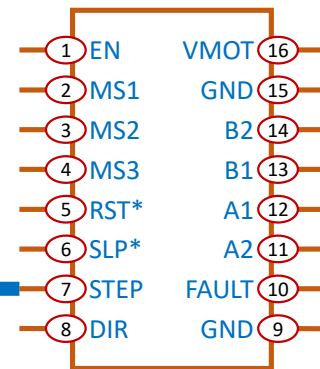 1 EN VMOT 16
2 MS1 GND 15
3 MS2 B2 14
4 MS3 B1 13
5 RST* A1 12
6 SLP* A2 11
7 STEP FAULT 10
8 DIR GND 9